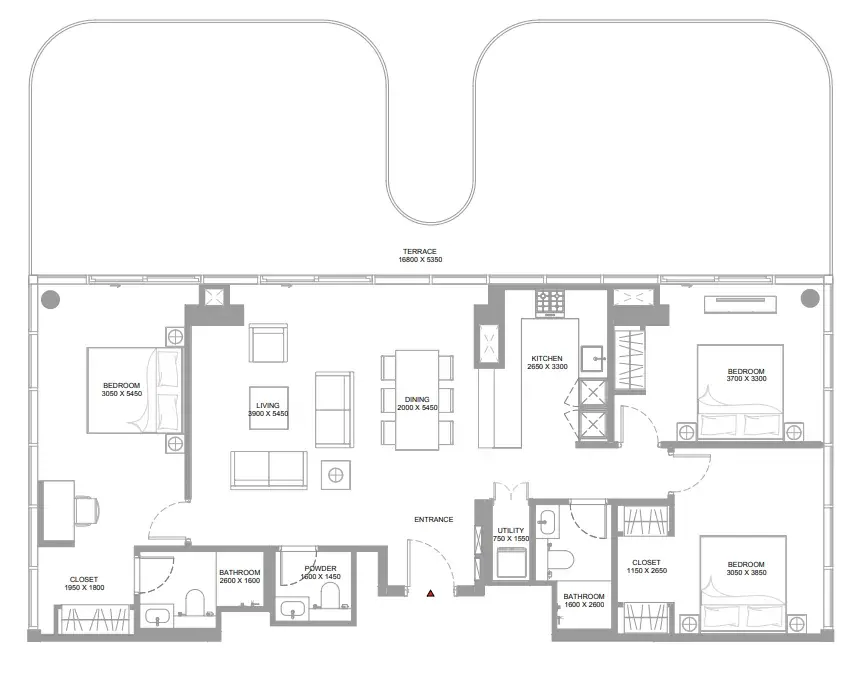 TERRACE
16800 X 5350
BEDROOM
3050 X 5450
LIVING
3900 X 5450
DINING
2000 X 5450
KITCHEN
2650 X 3300
BEDROOM
3700 X 3300
ENTRANCE
UTILITY
750 X 1550
CLOSET
1950 X 1800
BATHROOM
2600 X 1600
POWDER
1600 X 1450
BATHROOM
1600 X 2600
CLOSET
1150 X 2650
BEDROOM
3050 X 3850